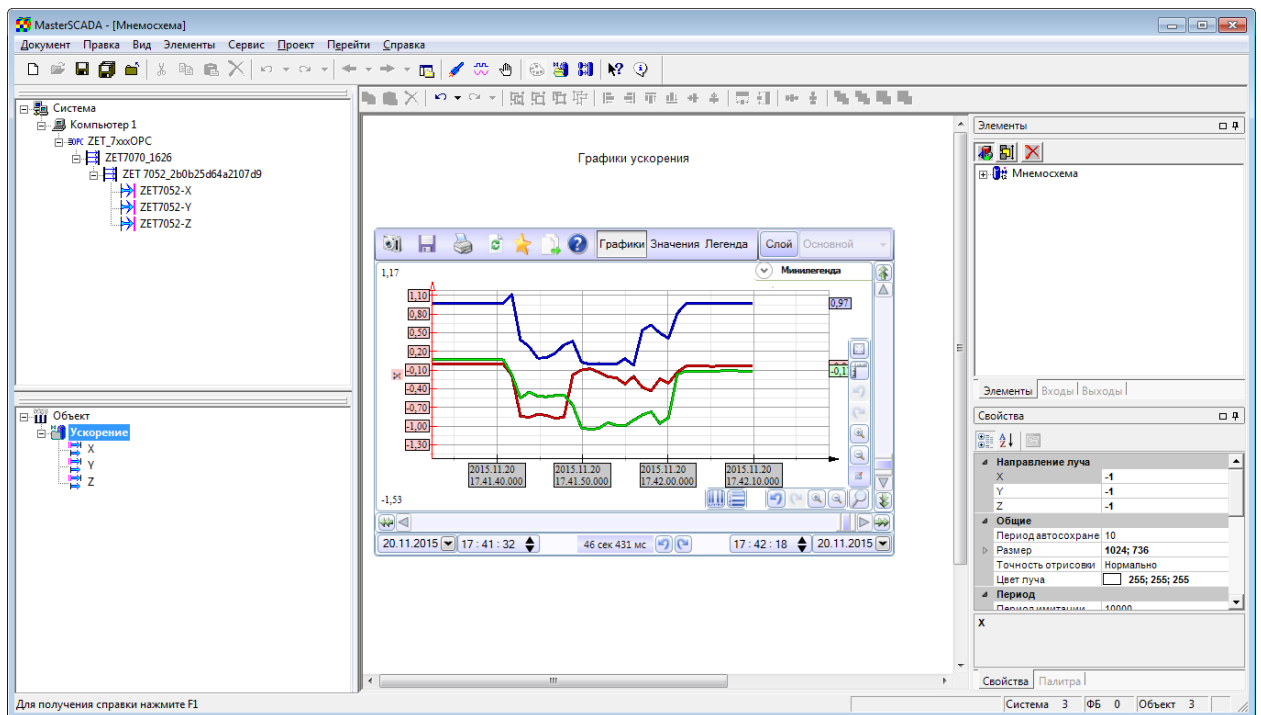 MasterSCADA - [Мнемосхема]
Документ Правка Вид Элементы Сервис Проект Перейти Справка
Система
Компьютер 1
ZET_7xxxOPC
ZET7070_1626
ZET 7052_2b0b25d64a2107d9
ZET7052-X
ZET7052-Y
ZET7052-Z
Объект
Ускорение
X
Y
Z
Графики ускорения
Графики Значения Легенда Слой Основной
1,17
Минилегенда
1,10
0,80
0,50
0,20
-0,10
-0,40
-0,70
-1,00
-1,30
0,97
-0,1
2015.11.20 2015.11.20 2015.11.20 2015.11.20
17.41.40.000 17.41.50.000 17.42.00.000 17.42.10.000
-1,53
20.11.2015 17 : 41 : 32 46 сек 431 мс 17 : 42 : 18 20.11.2015
Элементы
Мнемосхема
Элементы Входы Выходы
Свойства
Направление луча
X -1
Y -1
Z -1
Общие
Период автосохране 10
Размер 1024; 736
Точность отрисовки Нормально
Цвет луча 255; 255; 255
Период
Период имитации 10000
X
Свойства Палитра
Для получения справки нажмите F1
Система 3 ФБ 0 Объект 3